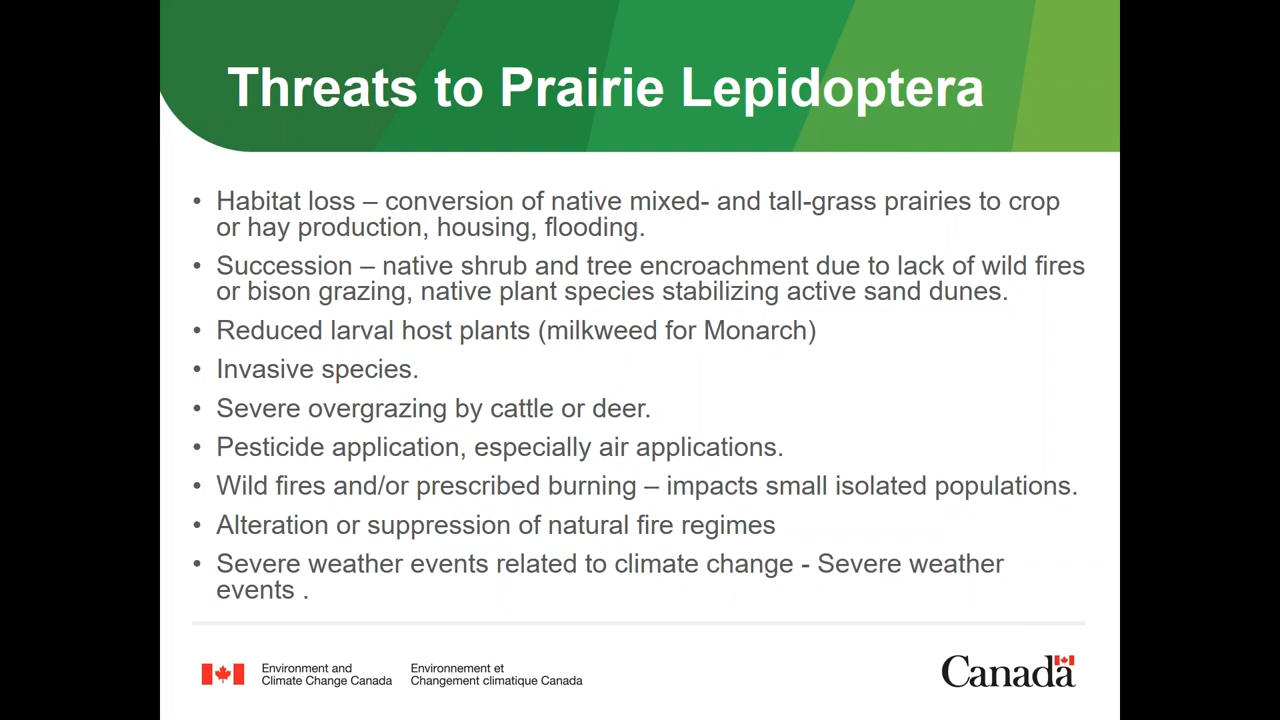 Threats to Prairie Lepidoptera
• Habitat loss – conversion of native mixed- and tall-grass prairies to crop
or hay production, housing, flooding.
• Succession – native shrub and tree encroachment due to lack of wild fires
or bison grazing, native plant species stabilizing active sand dunes.
• Reduced larval host plants (milkweed for Monarch)
• Invasive species.
• Severe overgrazing by cattle or deer.
• Pesticide application, especially air applications.
• Wild fires and/or prescribed burning – impacts small isolated populations.
• Alteration or suppression of natural fire regimes
• Severe weather events related to climate change - Severe weather
events .
Environment and
Climate Change Canada
Environnement et
Changement climatique Canada
Canada